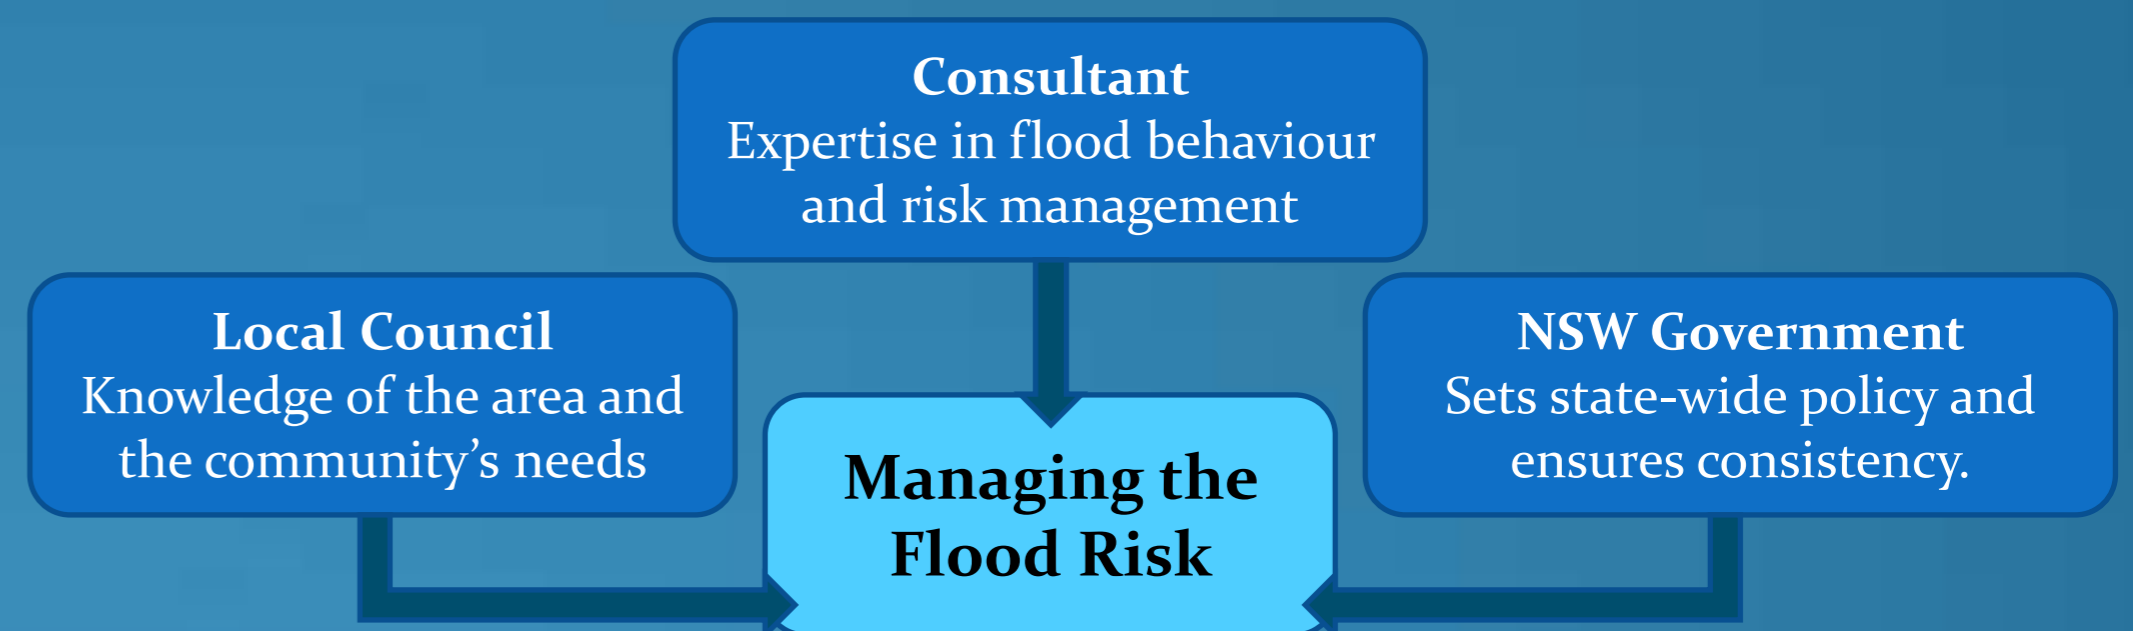 Consultant
Expertise in flood behaviour
and risk management
Local Council
Knowledge of the area and
the community’s needs
NSW Government
Sets state-wide policy and
ensures consistency.
Managing the
Flood Risk